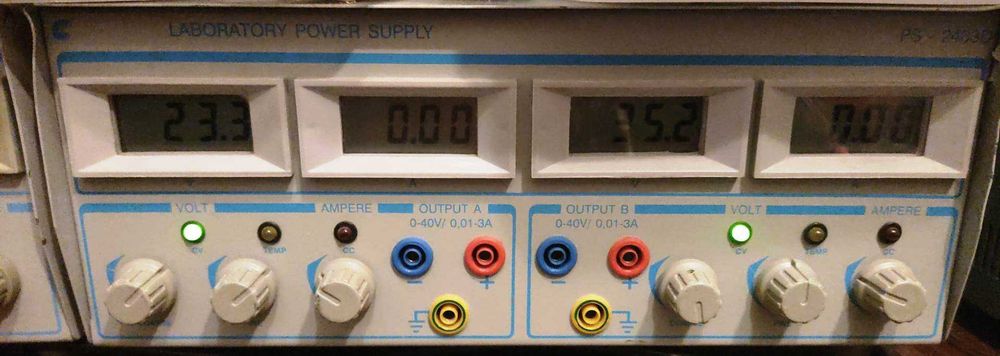 LABORATORY POWER SUPPLY
PS - 2403D
23.3
0.00
25.2
0.00
V
A
V
A
VOLT
AMPERE
OUTPUT A
0-40V/ 0,01-3A
CV
TEMP
CC
- +
OUTPUT B
0-40V/ 0,01-3A
- +
VOLT
AMPERE
CV
TEMP
CC